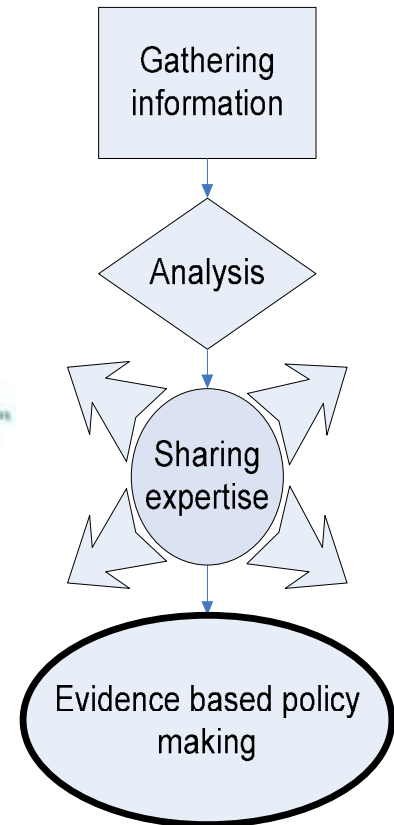 Gathering
information
Analysis
Sharing
expertise
Evidence based policy
making